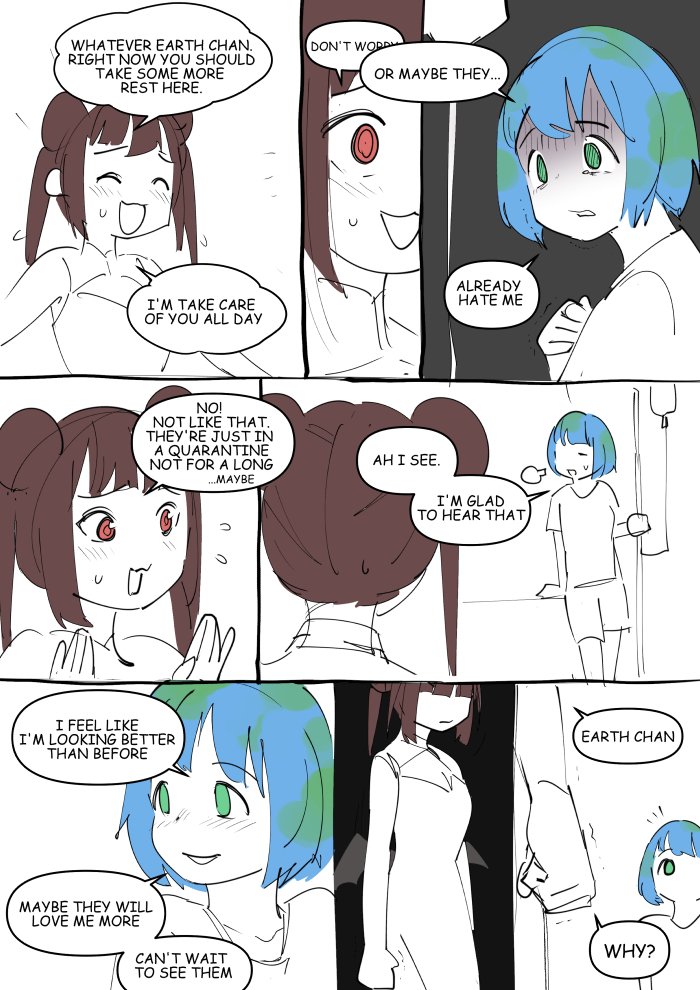 WHATEVER EARTH CHAN.
RIGHT NOW YOU SHOULD
TAKE SOME MORE
REST HERE.
I'M TAKE CARE
OF YOU ALL DAY
DON'T WORRY
OR MAYBE THEY...
ALREADY
HATE ME
NO!
NOT LIKE THAT.
THEY'RE JUST IN
A QUARANTINE
NOT FOR A LONG
...MAYBE
AH I SEE.
I'M GLAD
TO HEAR THAT
I FEEL LIKE
I'M LOOKING BETTER
THAN BEFORE
MAYBE THEY WILL
LOVE ME MORE
CAN'T WAIT
TO SEE THEM
EARTH CHAN
WHY?